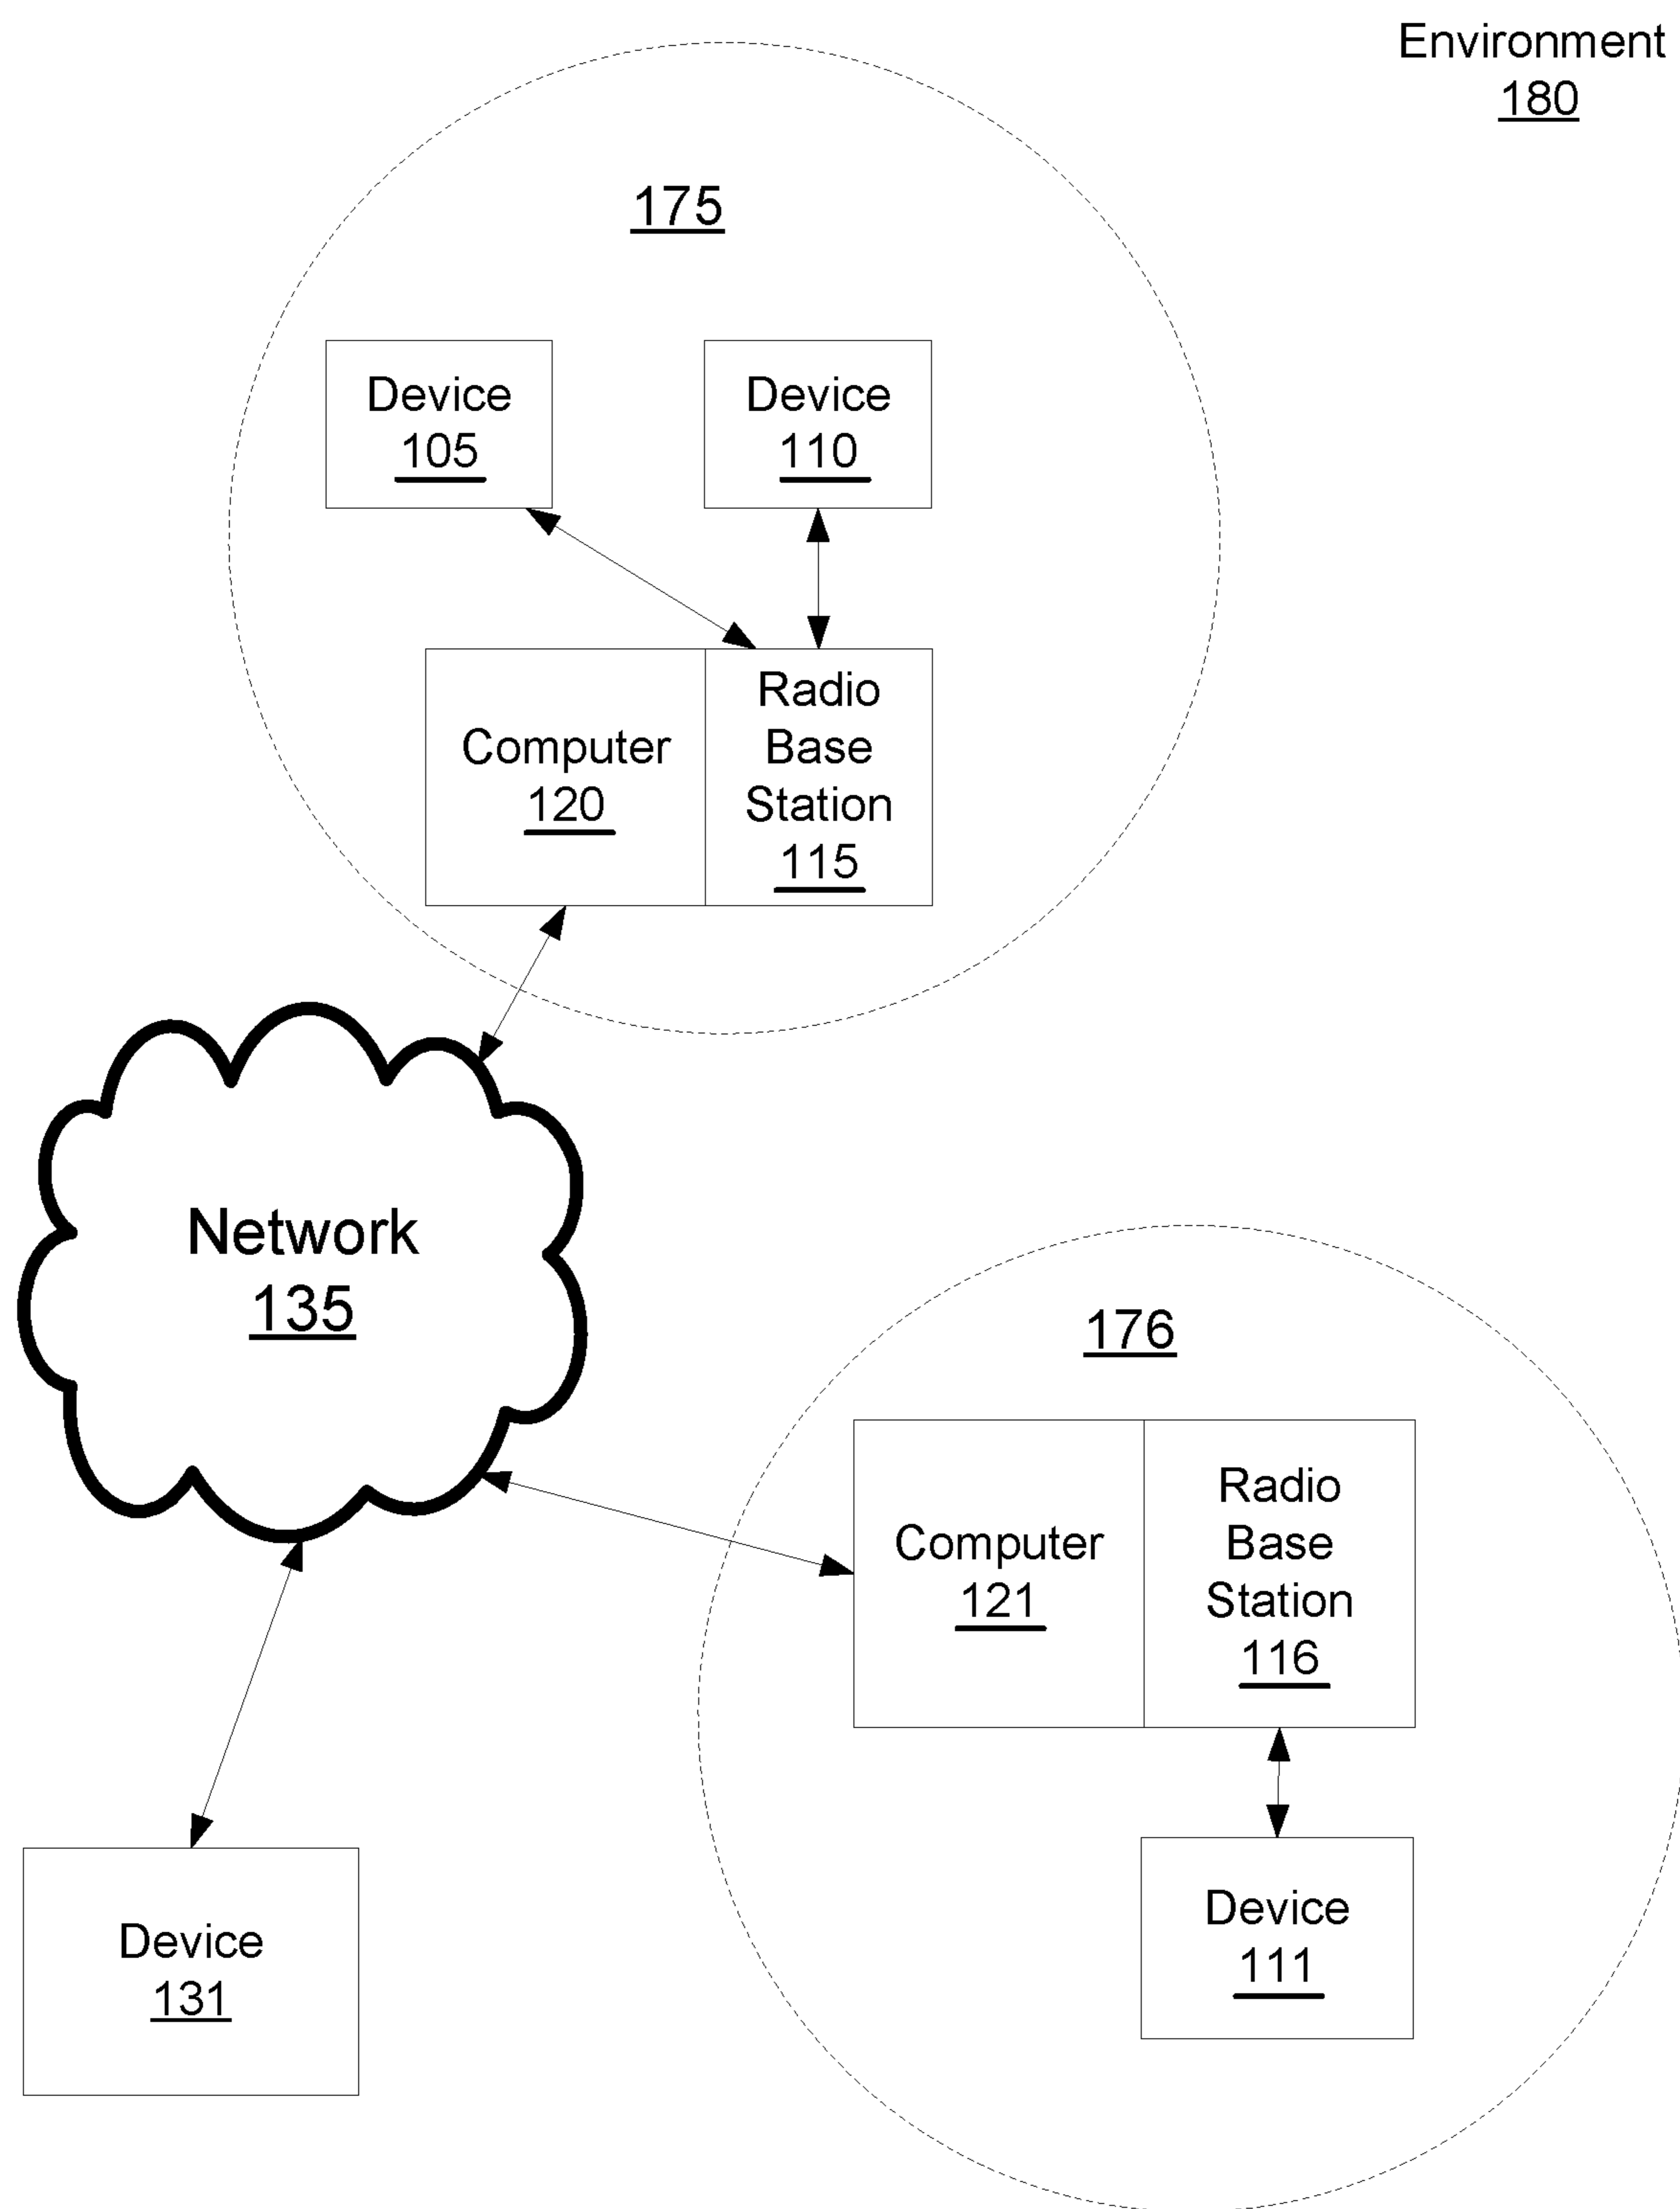 Environment
180
175
Device
105
Device
110
Computer
120
Radio
Base
Station
115
Network
135
176
Computer
121
Radio
Base
Station
116
Device
131
Device
111